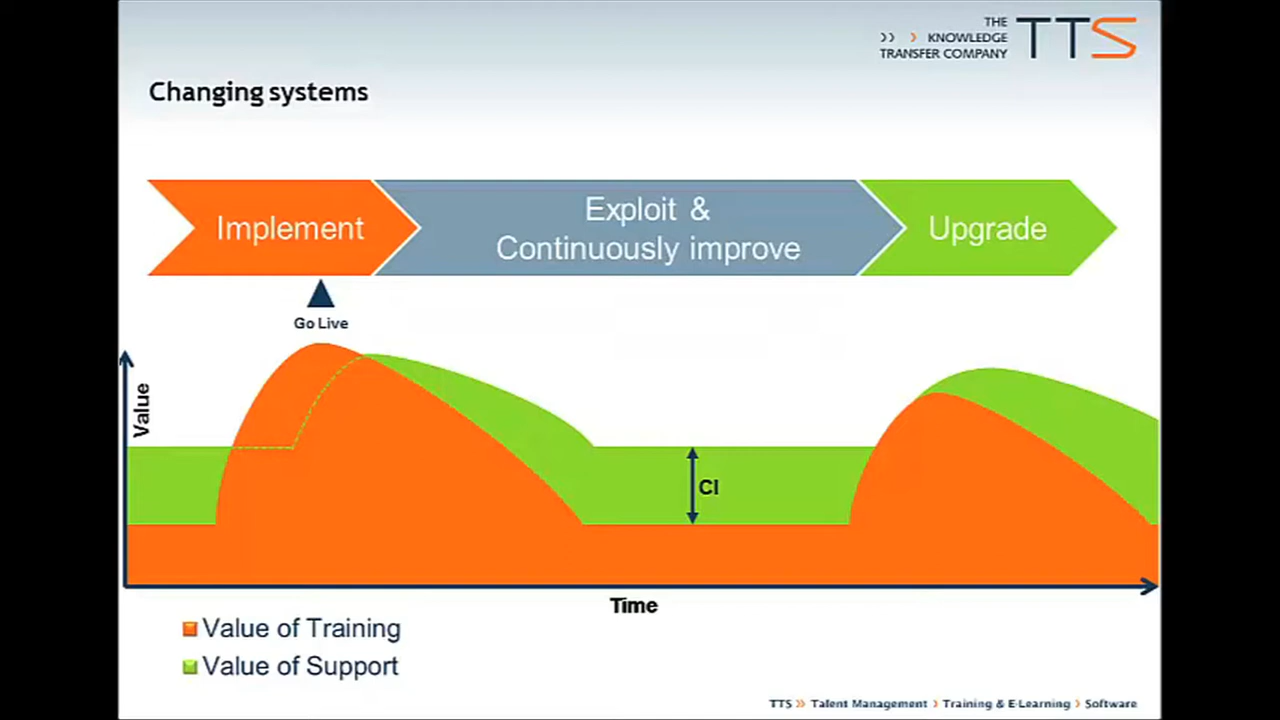 THE
›› › KNOWLEDGE
TRANSFER COMPANY
TTS
Changing systems
Implement
Exploit &
Continuously improve
Upgrade
Go Live
Value
CI
Time
Value of Training
Value of Support
TTS ›› Talent Management › Training & E-Learning › Software